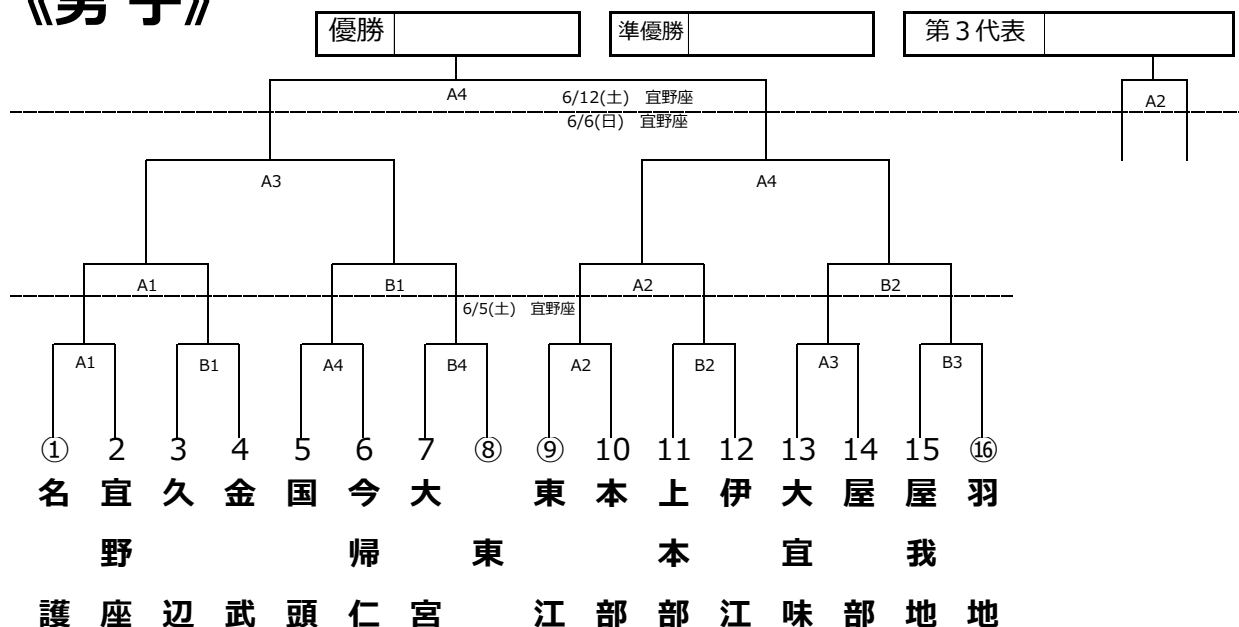 《男 子》
優勝 準優勝 第３代表
A4 6/12(土) 宜野座 A2
6/6(日) 宜野座
A3 A4
A1 B1 A2 B2
6/5(土) 宜野座
A1 B1 A4 B4 A2 B2 A3 B3
① 2 3 4 5 6 7 ⑧ ⑨ 10 11 12 13 14 15 ⑯
名護 宜野座 久辺 金武 国頭 今帰仁 大宮 東 東江 本部 上本部 伊江 大宜味 屋部 屋我地 羽地